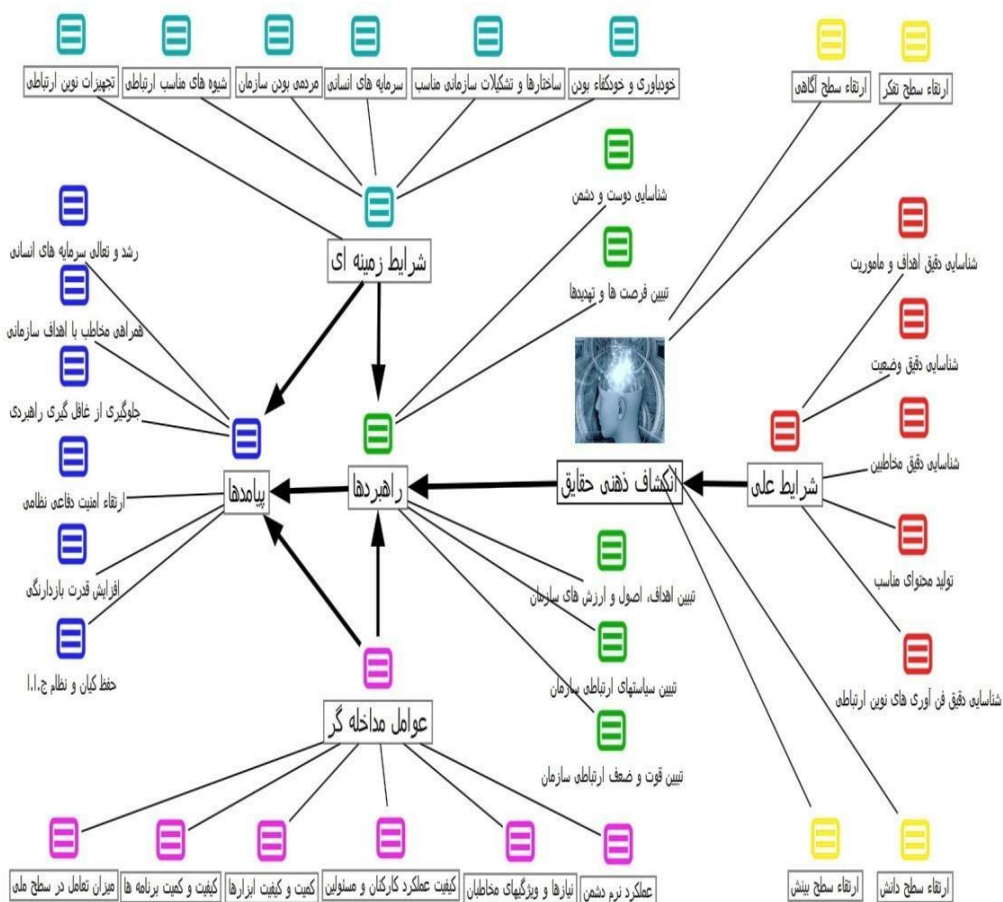 خودباوری و خودکفاء بودن
ساختارها و تشکیلات سازمانی مناسب
سرمایه های انسانی
مردمی بودن سازمان
شیوه های مناسب ارتباطی
تجهیزات نوین ارتباطی
ارتقاء سطح تفکر
ارتقاء سطح آگاهی
شناسایی دوست و دشمن
تبیین فرصت ها و تهدیدها
شرایط زمینه ای
رشد و تعالی سرمایه های انسانی
همراهی مخاطب با اهداف سازمانی
جلوگیری از غافل گیری راهبردی
ارتقاء امنیت دفاعی نظامی
افزایش قدرت بازدارنگی
حفظ کیان و نظام ج.ا.ا
شناسایی دقیق اهداف و ماموریت
شناسایی دقیق وضعیت
شناسایی دقیق مخاطبین
تولید محتوای مناسب
شناسایی دقیق فن آوری های نوین ارتباطی
شرایط علی
انکشاف ذهنی حقایق
راهبردها
پیامدها
تبیین اهداف، اصول و ارزش های سازمان
تبیین سیاستهای ارتباطی سازمان
تبیین قوت و ضعف ارتباطی سازمان
عوامل مداخله گر
ارتقاء سطح دانش
ارتقاء سطح بینش
عملکرد نرم دشمن
نیازها و ویژگیهای مخاطبان
کیفیت عملکرد کارکنان و مسئولین
کمیت و کیفیت ابزارها
کیفیت و کمیت برنامه ها
میزان تعامل در سطح ملی